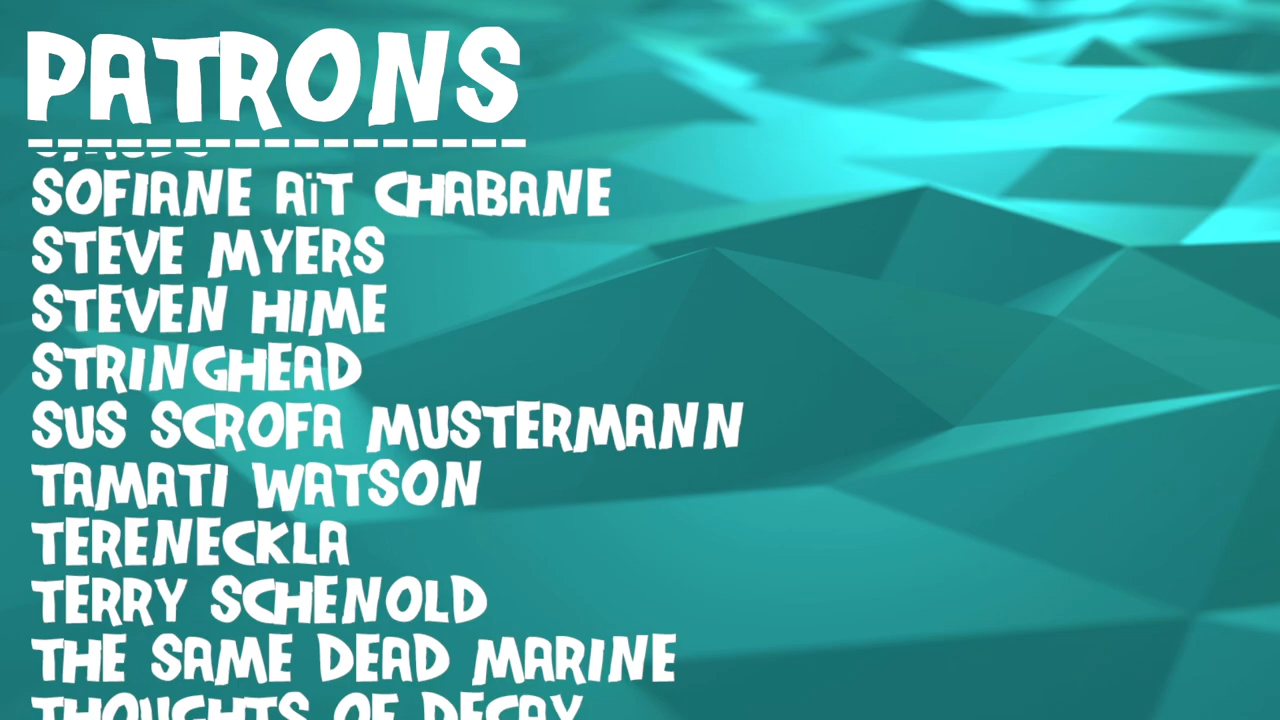 PATRONS
SOFIANE AïT CHABANE
STEVE MYERS
STEVEN HIME
STRINGHEAD
SUS SCROFA MUSTERMANN
TAMATI WATSON
TERENECKLA
TERRY SCHENOLD
THE SAME DEAD MARINE
THOUGHTS OF DECAY